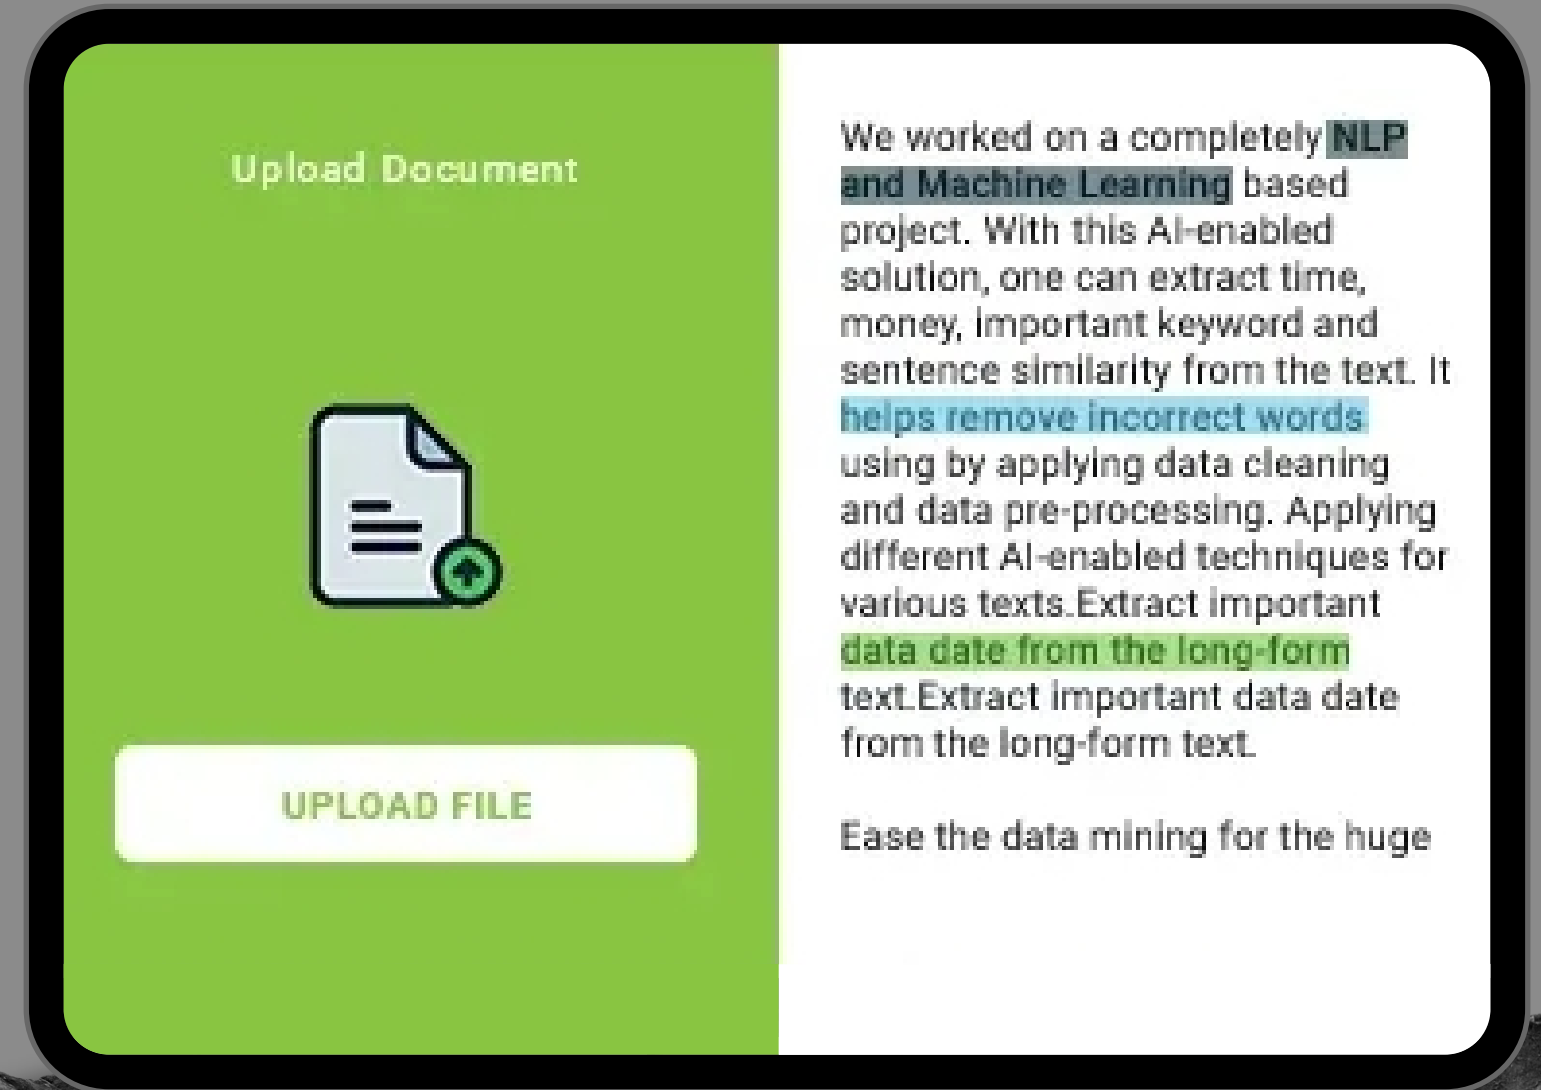 Upload Document
UPLOAD FILE
We worked on a completely NLP
and Machine Learning based
project. With this AI-enabled
solution, one can extract time,
money, important keyword and
sentence similarity from the text. It
helps remove incorrect words
using by applying data cleaning
and data pre-processing. Applying
different AI-enabled techniques for
various texts.Extract important
data date from the long-form
text.Extract important data date
from the long-form text.
Ease the data mining for the huge